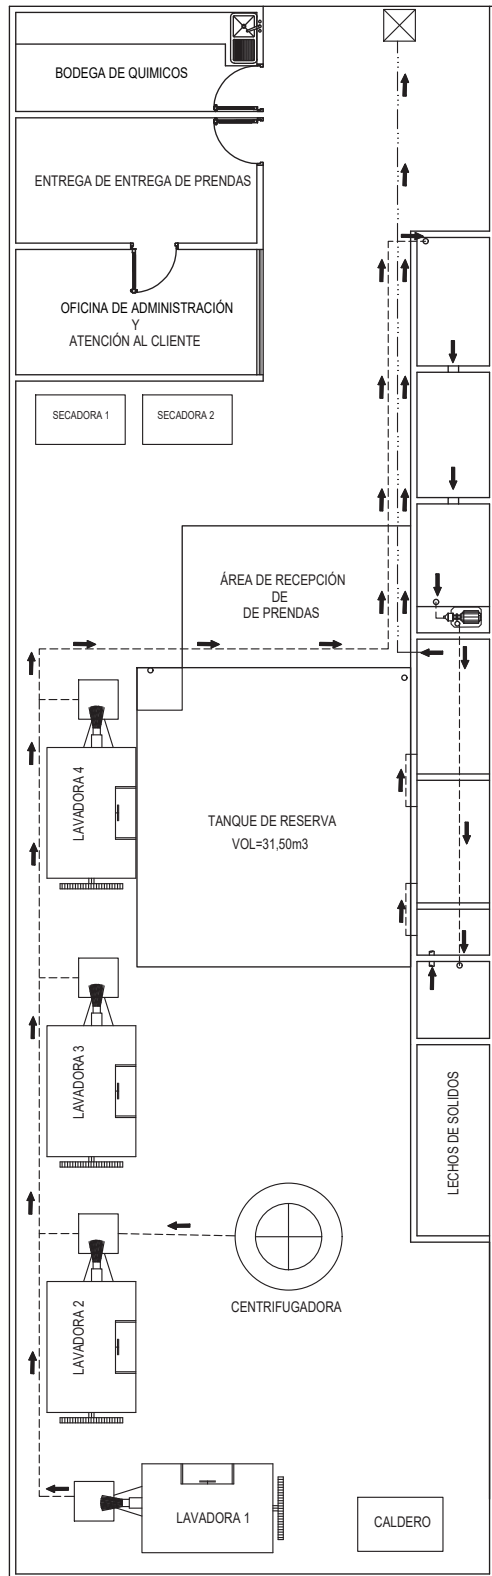 BODEGA DE QUIMICOS
ENTREGA DE ENTREGA DE PRENDAS
OFICINA DE ADMINISTRACIÓN
Y
ATENCIÓN AL CLIENTE
SECADORA 1
SECADORA 2
ÁREA DE RECEPCIÓN
DE
DE PRENDAS
LAVADORA 4
TANQUE DE RESERVA
VOL=31,50m3
LAVADORA 3
LECHOS DE SOLIDOS
LAVADORA 2
CENTRIFUGADORA
LAVADORA 1
CALDERO